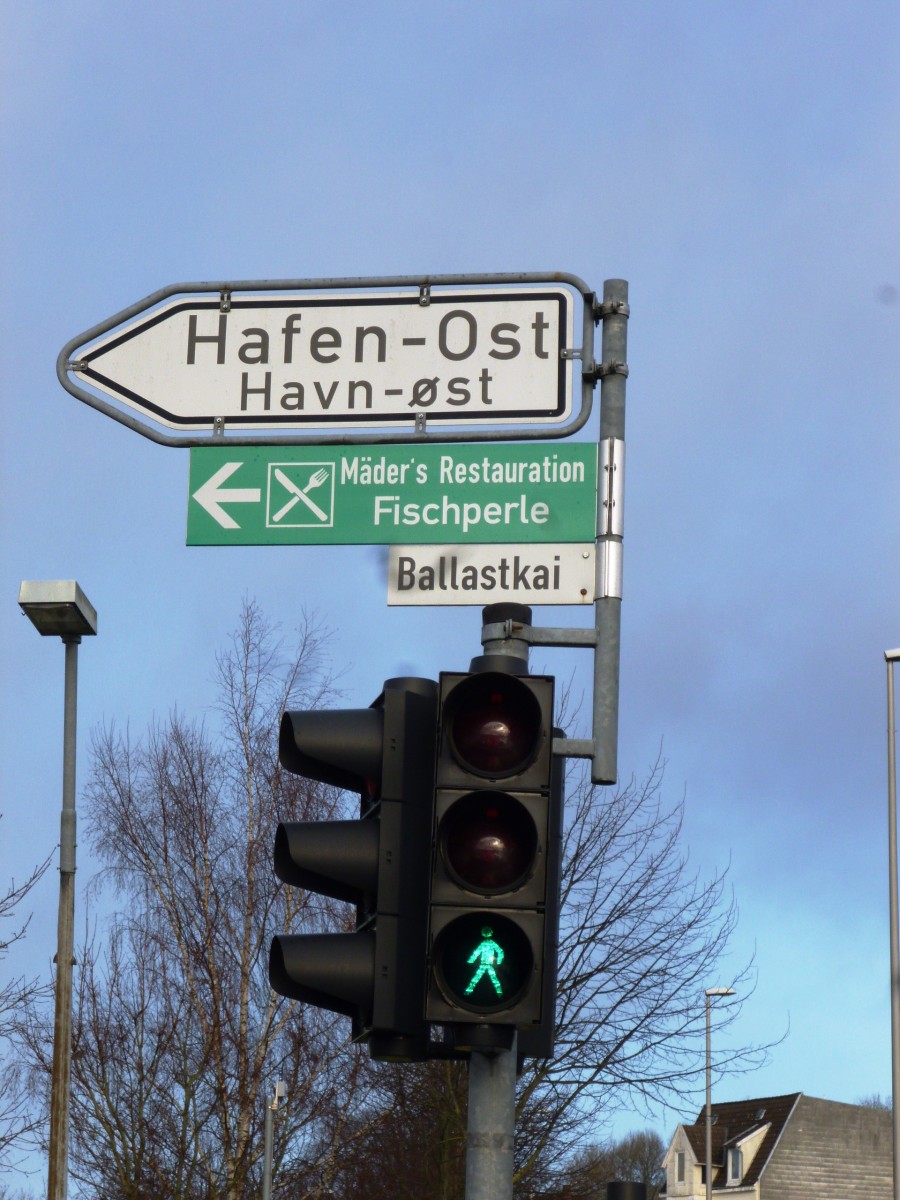 Hafen-Ost
Havn-øst
Mäder's Restauration
Fischperle
Ballastkai